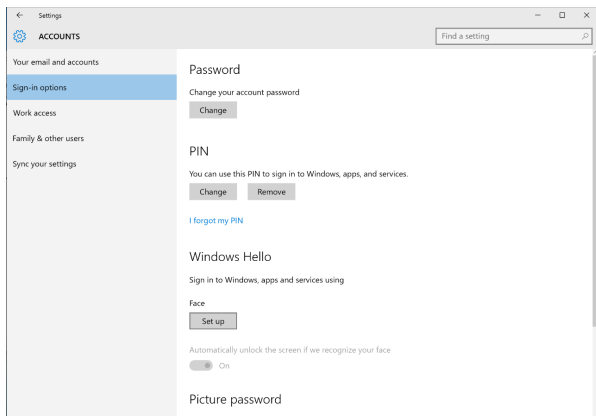 Settings
ACCOUNTS
Find a setting
Your email and accounts
Sign-in options
Work access
Family & other users
Sync your settings
Password
Change your account password
Change
PIN
You can use this PIN to sign in to Windows, apps, and services.
Change Remove
I forgot my PIN
Windows Hello
Sign in to Windows, apps and services using
Face
Set up
Automatically unlock the screen if we recognize your face
On
Picture password